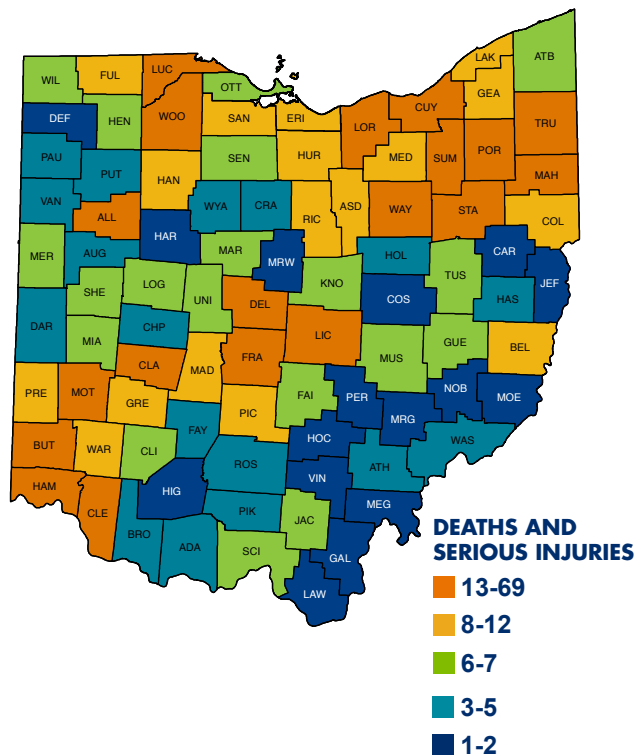 LAK
ATB
WIL
FUL
LUC
OTT
GEA
DEF
HEN
WOO
SAN
ERI
LOR
CUY
TRU
PAU
PUT
SEN
HUR
MED
SUM
POR
MAH
VAN
ALL
HAN
WYA
CRA
RIC
ASD
WAY
STA
COL
MER
AUG
HAR
MAR
MRW
HOL
TUS
CAR
JEF
SHE
LOG
UNI
KNO
COS
HAS
DAR
MIA
CHP
DEL
LIC
MUS
GUE
BEL
CLA
MAD
FRA
PRE
MOT
GRE
PIC
FAI
PER
MRG
NOB
MOE
BUT
WAR
CLI
FAY
HOC
WAS
HAM
ROS
ATH
CLE
HIG
VIN
MEG
BRO
ADA
PIK
SCI
JAC
GAL
LAW
DEATHS AND
SERIOUS INJURIES
13-69
8-12
6-7
3-5
1-2